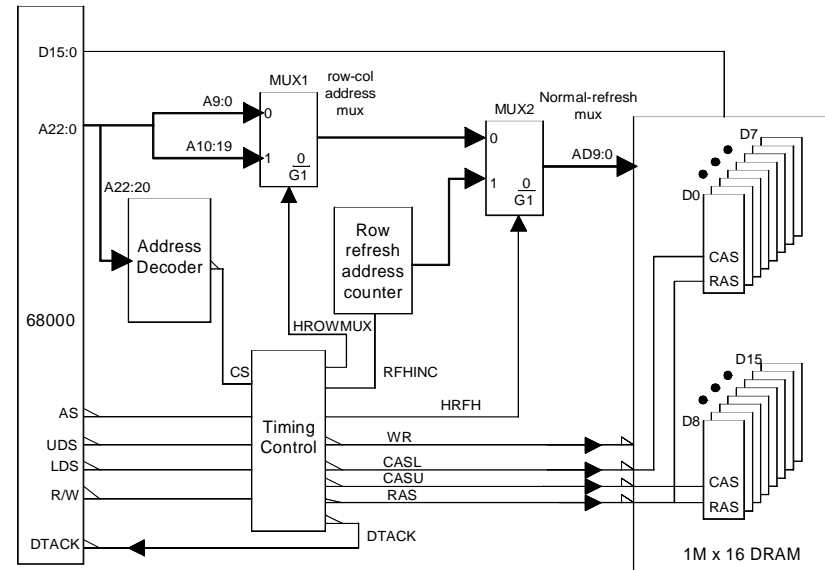 D15:0
A22:0
68000
AS
UDS
LDS
R/W
DTACK
A9:0
A10:19
A22:20
MUX1
row-col
address
mux
0
1
0
G1
Address
Decoder
Row
refresh
address
counter
MUX2
Normal-refresh
mux
0
1
0
G1
AD9:0
HROWMUX
CS
RFHINC
HRFH
Timing
Control
WR
CASL
CASU
RAS
DTACK
D7
D0
CAS
RAS
D15
D8
CAS
RAS
1M x 16 DRAM